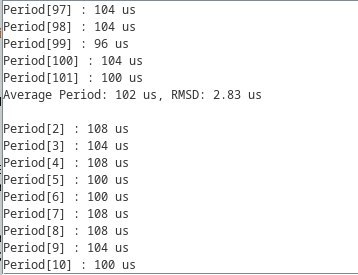 Period[97] : 104 us
Period[98] : 104 us
Period[99] : 96 us
Period[100] : 104 us
Period[101] : 100 us
Average Period: 102 us, RMSD: 2.83 us
Period[2] : 108 us
Period[3] : 104 us
Period[4] : 108 us
Period[5] : 100 us
Period[6] : 100 us
Period[7] : 108 us
Period[8] : 108 us
Period[9] : 104 us
Period[10] : 100 us